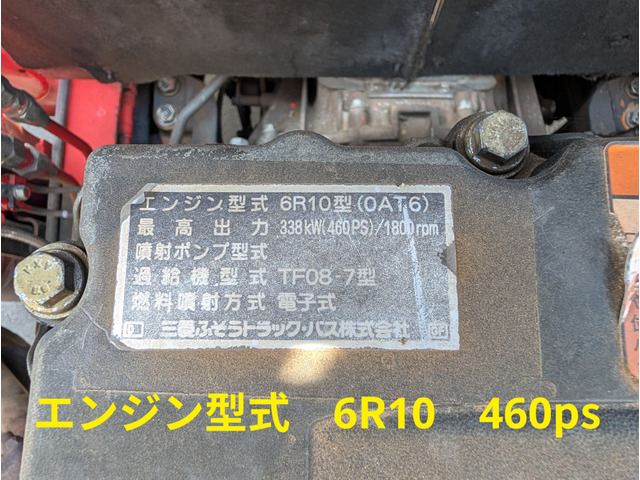 エンジン型式 6R10型(0AT6)
最高出力 338kW(460PS)/1800rpm
噴射ポンプ型式
過給機型式 TF08-7型
燃料噴射方式 電子式
三菱ふそうトラック・バス株式会社
エンジン型式 6R10 460ps